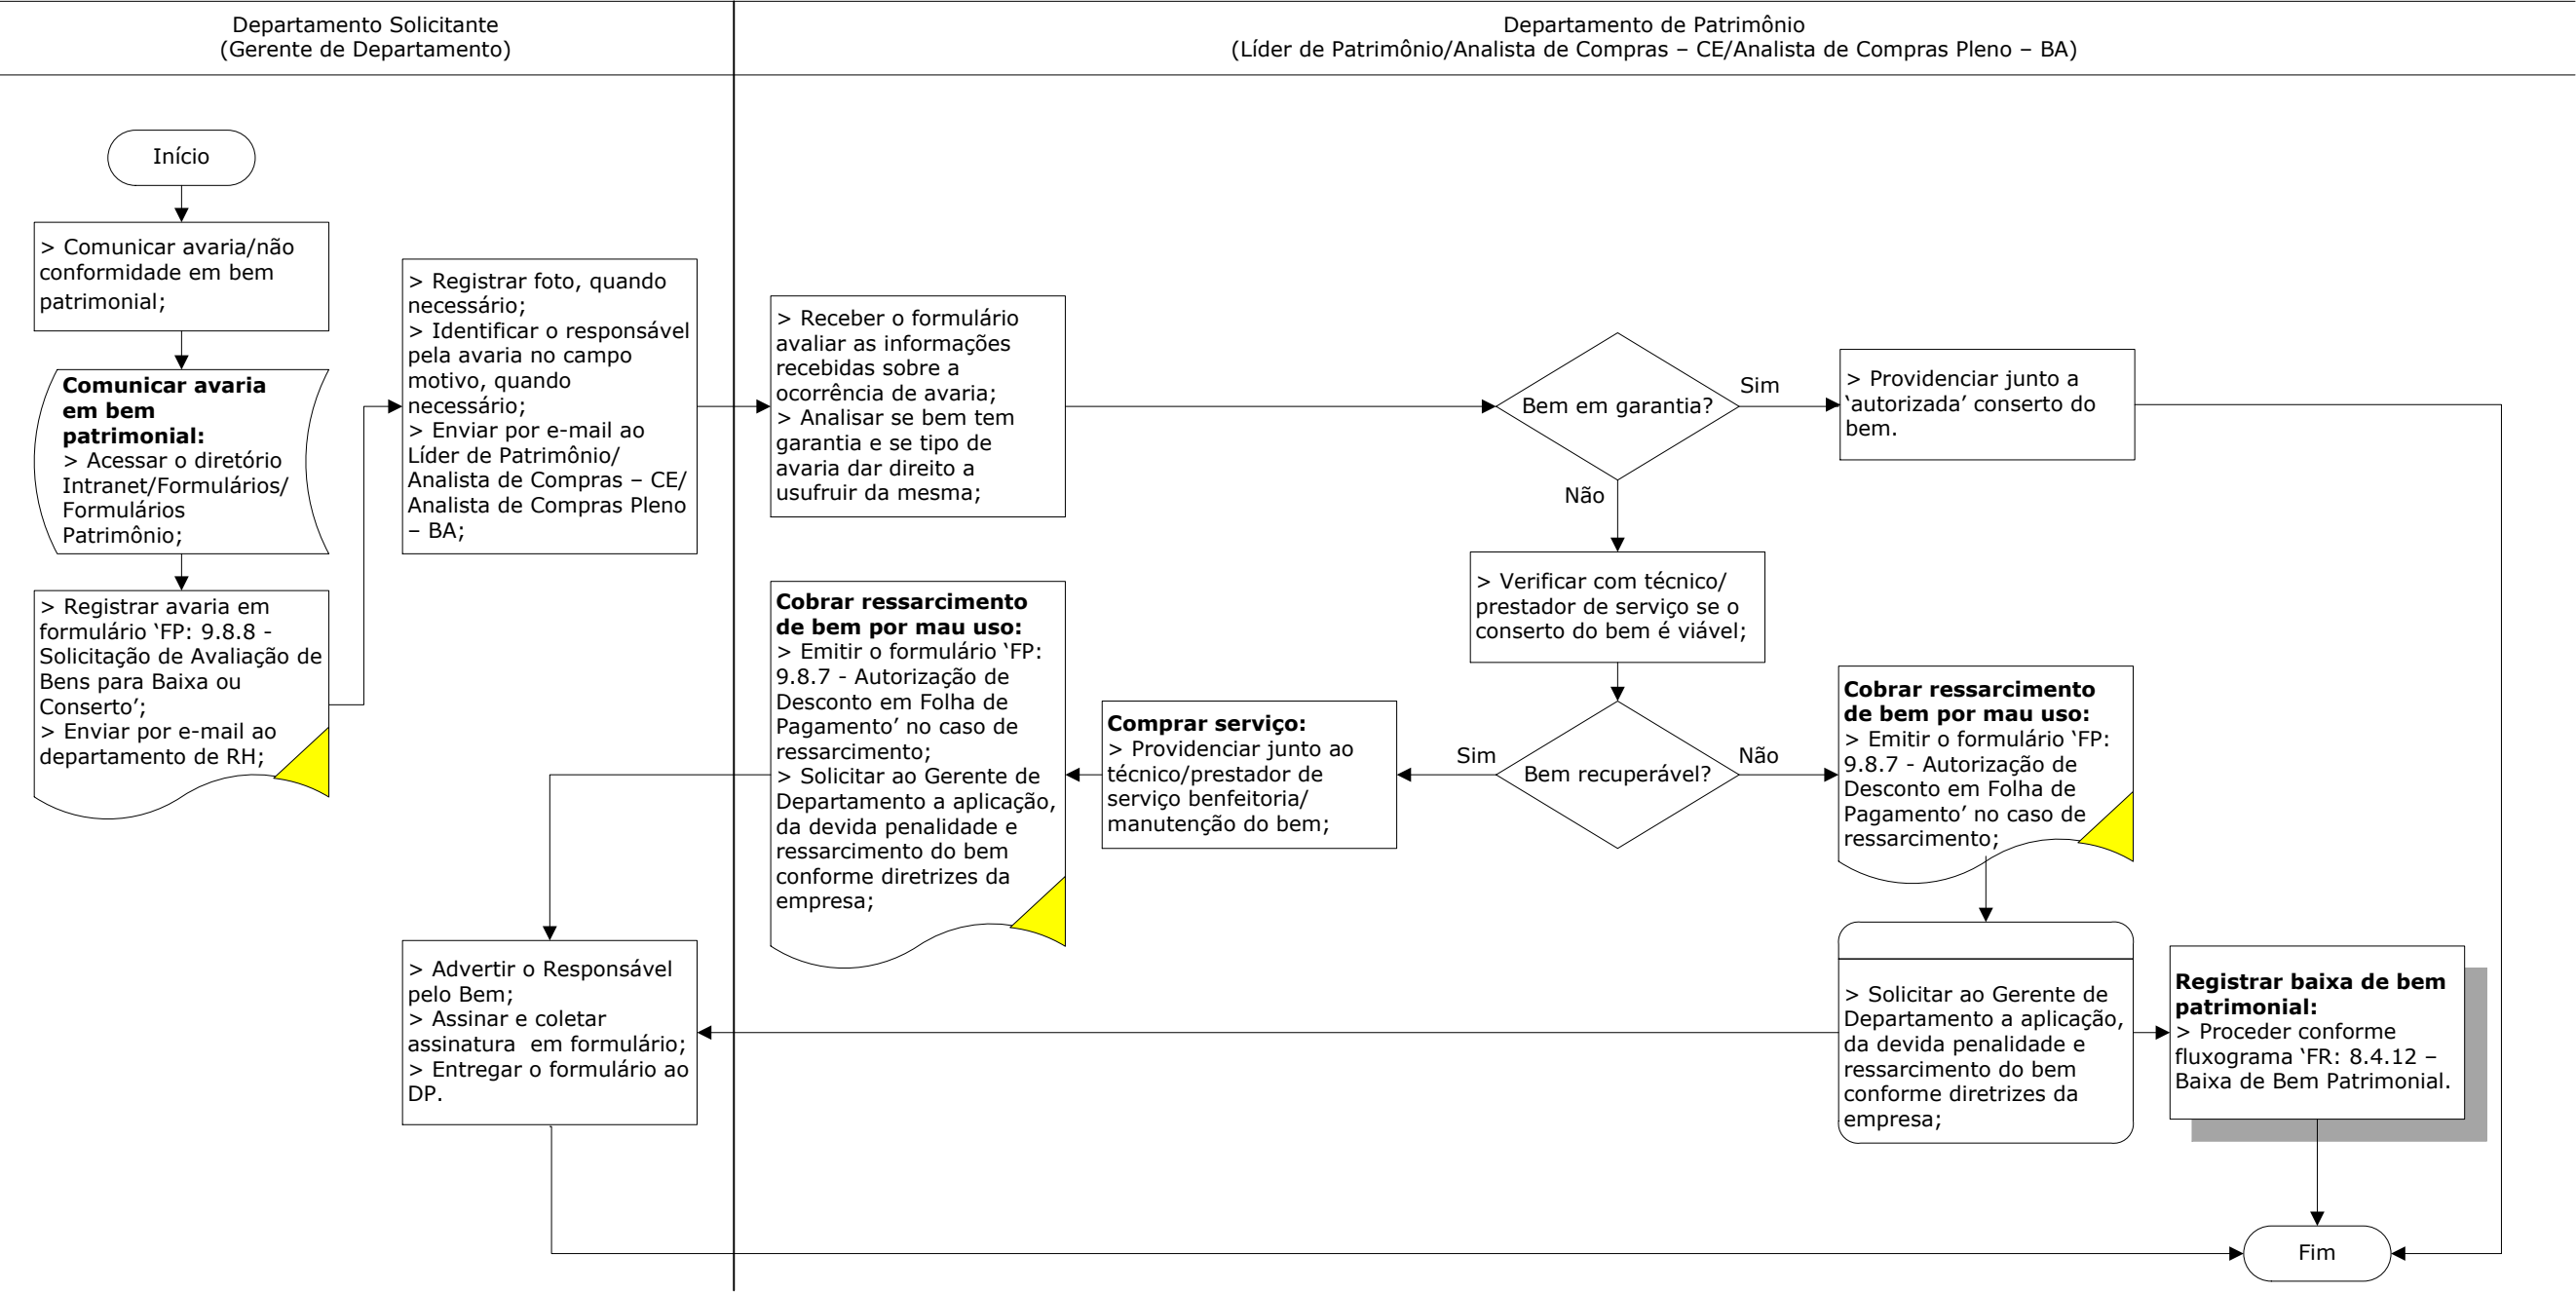 Departamento Solicitante
(Gerente de Departamento)
Departamento de Patrimônio
(Líder de Patrimônio/Analista de Compras – CE/Analista de Compras Pleno – BA)
Início
> Comunicar avaria/não
conformidade em bem
patrimonial;
Comunicar avaria
em bem
patrimonial:
> Acessar o diretório
Intranet/Formulários/
Formulários
Patrimônio;
> Registrar avaria em
formulário ‘FP: 9.8.8 -
Solicitação de Avaliação de
Bens para Baixa ou
Conserto’;
> Enviar por e-mail ao
departamento de RH;
> Registrar foto, quando
necessário;
> Identificar o responsável
pela avaria no campo
motivo, quando
necessário;
> Enviar por e-mail ao
Líder de Patrimônio/
Analista de Compras – CE/
Analista de Compras Pleno
– BA;
> Receber o formulário
avaliar as informações
recebidas sobre a
ocorrência de avaria;
> Analisar se bem tem
garantia e se tipo de
avaria dar direito a
usufruir da mesma;
Bem em garantia?
Sim
> Providenciar junto a
‘autorizada’ conserto do
bem.
Não
> Verificar com técnico/
prestador de serviço se o
conserto do bem é viável;
Bem recuperável?
Sim
Não
Comprar serviço:
> Providenciar junto ao
técnico/prestador de
serviço benfeitoria/
manutenção do bem;
Cobrar ressarcimento
de bem por mau uso:
> Emitir o formulário ‘FP:
9.8.7 - Autorização de
Desconto em Folha de
Pagamento’ no caso de
ressarcimento;
> Solicitar ao Gerente de
Departamento a aplicação,
da devida penalidade e
ressarcimento do bem
conforme diretrizes da
empresa;
Cobrar ressarcimento
de bem por mau uso:
> Emitir o formulário ‘FP:
9.8.7 - Autorização de
Desconto em Folha de
Pagamento’ no caso de
ressarcimento;
> Advertir o Responsável
pelo Bem;
> Assinar e coletar
assinatura em formulário;
> Entregar o formulário ao
DP.
> Solicitar ao Gerente de
Departamento a aplicação,
da devida penalidade e
ressarcimento do bem
conforme diretrizes da
empresa;
Registrar baixa de bem
patrimonial:
> Proceder conforme
fluxograma ‘FR: 8.4.12 –
Baixa de Bem Patrimonial.
Fim